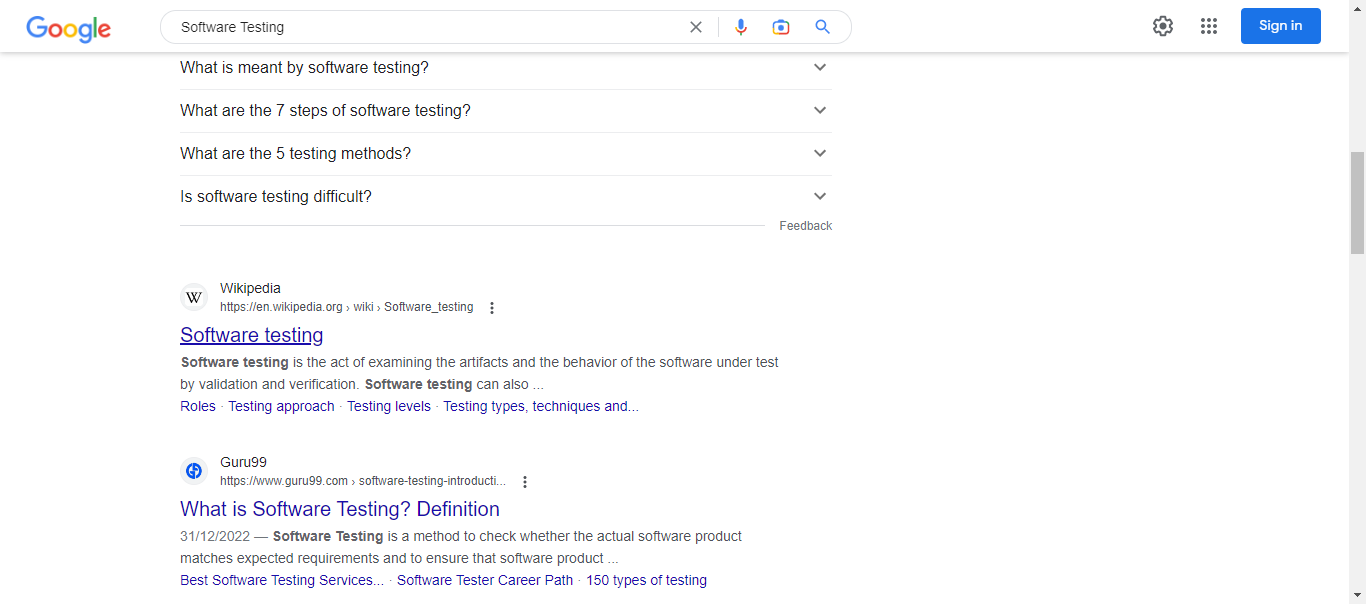 Google
Software Testing
Sign in
What is meant by software testing?
What are the 7 steps of software testing?
What are the 5 testing methods?
Is software testing difficult?
Feedback
W
Wikipedia
https://en.wikipedia.org › wiki › Software_testing
Software testing
Software testing is the act of examining the artifacts and the behavior of the software under test
by validation and verification. Software testing can also ...
Roles · Testing approach · Testing levels · Testing types, techniques and...
Guru99
https://www.guru99.com › software-testing-introducti...
What is Software Testing? Definition
31/12/2022 — Software Testing is a method to check whether the actual software product
matches expected requirements and to ensure that software product ...
Best Software Testing Services... · Software Tester Career Path · 150 types of testing